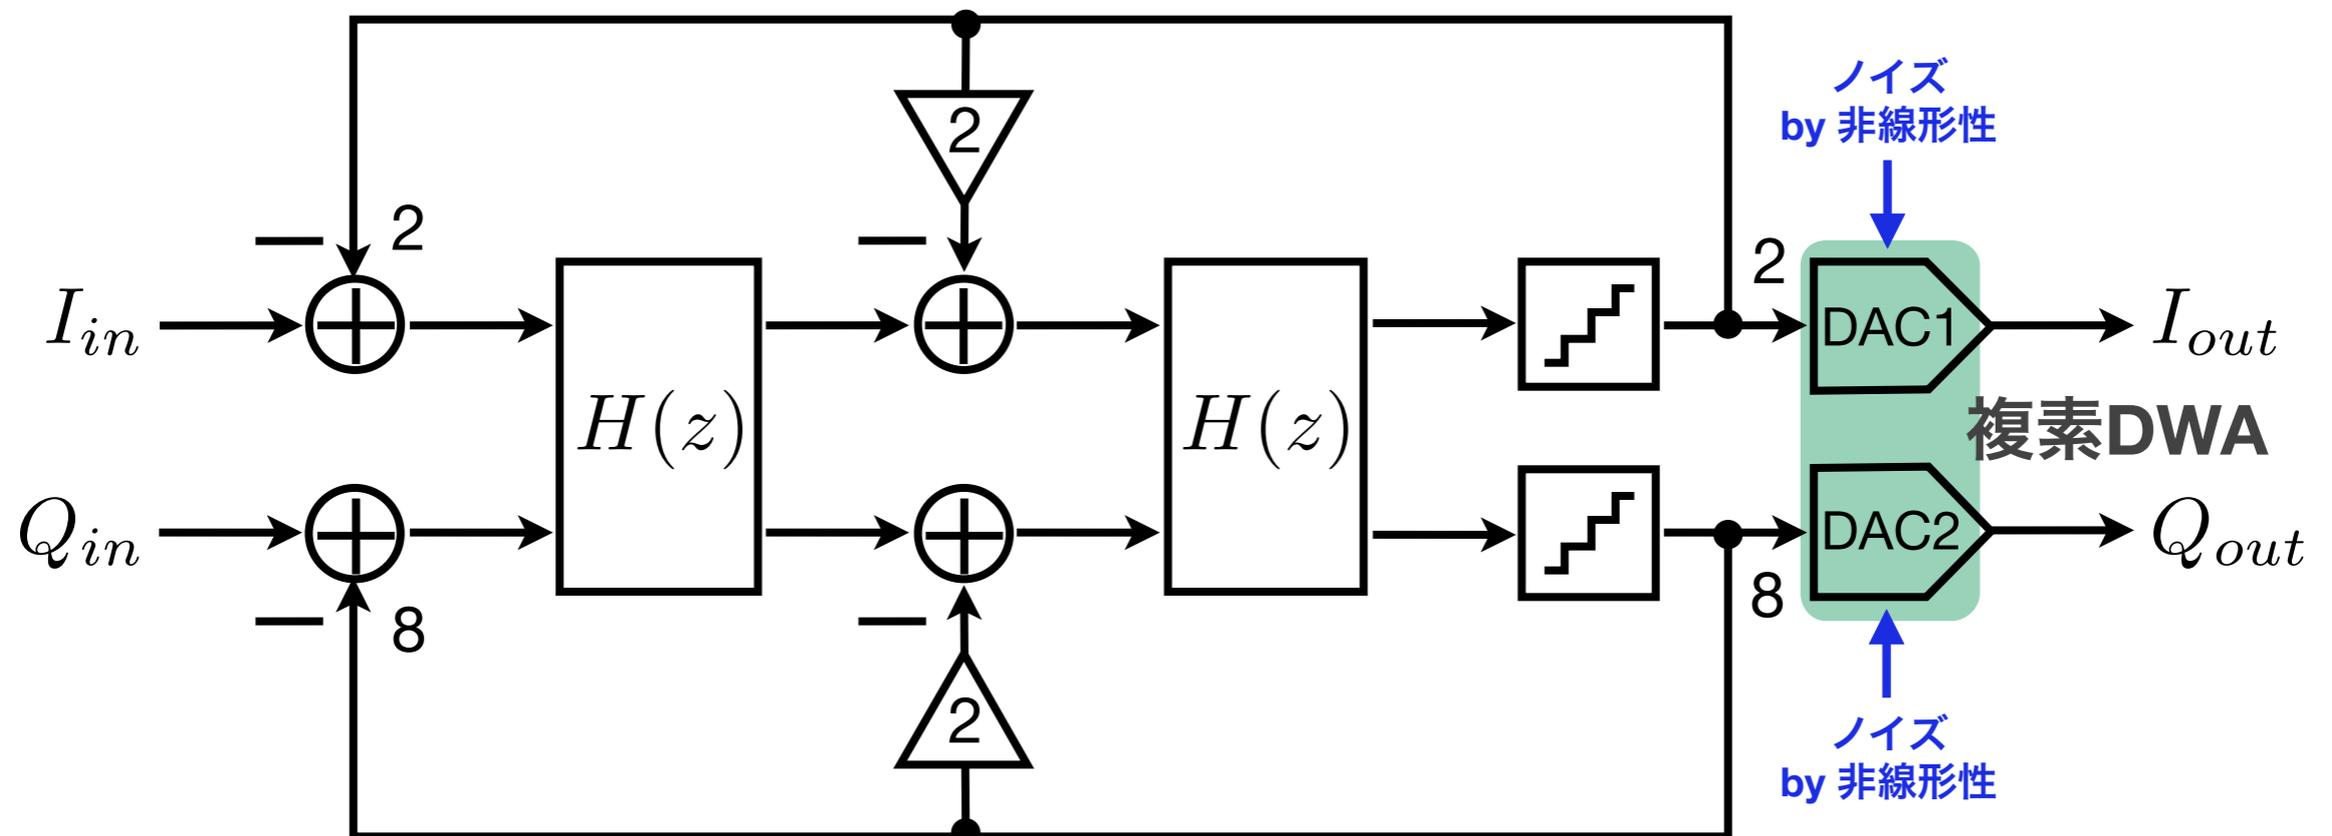 ノイズ
by 非線形性
2
2
2
I_in
H(z)
H(z)
DAC1
I_out
複素DWA
Q_in
DAC2
Q_out
8
8
2
ノイズ
by 非線形性